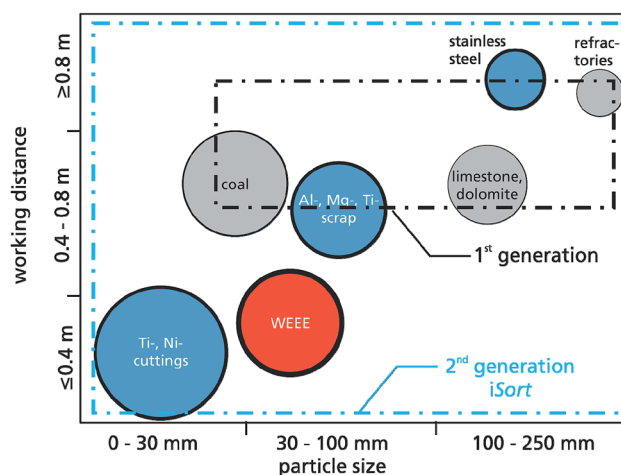 stainless
steel
refrac-
tories
≥0.8 m
0.4 - 0.8 m
≤0.4 m
working distance
coal
Al-, Mg-, Ti-
scrap
limestone,
dolomite
1st generation
WEEE
Ti-, Ni-
cuttings
2nd generation
iSort
0 - 30 mm
30 - 100 mm
100 - 250 mm
particle size